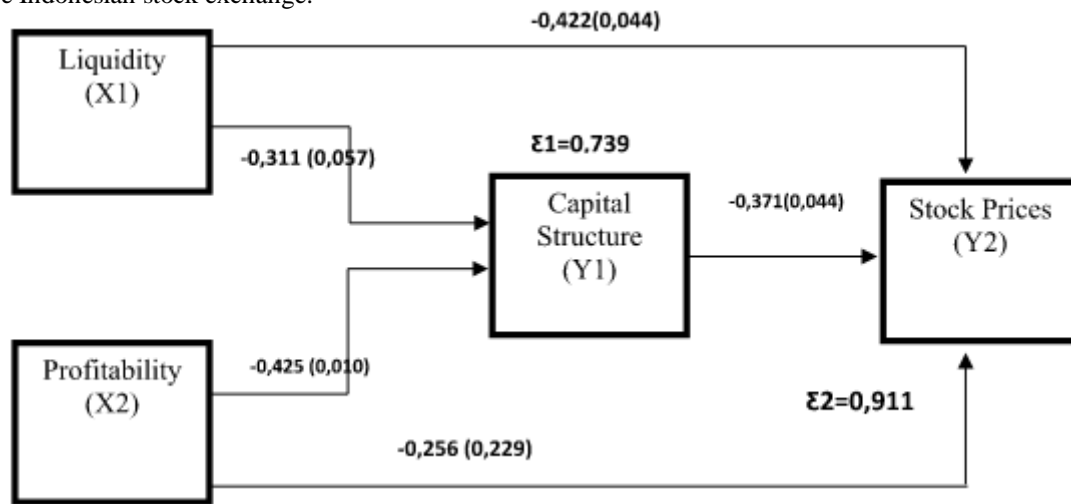 e Indonesian stock exchange.
-0,422(0,044)
Liquidity
(X1)
-0,311 (0,057)
Ɛ1=0.739
Capital
Structure
(Y1)
-0,371(0,044)
Stock Prices
(Y2)
Profitability
(X2)
-0,425 (0,010)
Ɛ2=0,911
-0,256 (0,229)